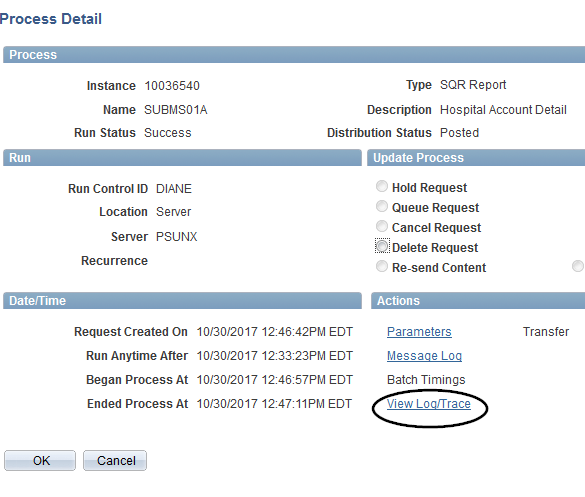 Process Detail
Process
Instance 10036540 Type SQR Report
Name SUBMS01A Description Hospital Account Detail
Run Status Success Distribution Status Posted
Run Update Process
Run Control ID DIANE Hold Request
Location Server Queue Request
Server PSUNX Cancel Request
Recurrence Delete Request
Re-send Content
Date/Time Actions
Request Created On 10/30/2017 12:46:42PM EDT Parameters Transfer
Run Anytime After 10/30/2017 12:33:23PM EDT Message Log
Began Process At 10/30/2017 12:46:57PM EDT Batch Timings
Ended Process At 10/30/2017 12:47:11PM EDT View Log/Trace
OK Cancel